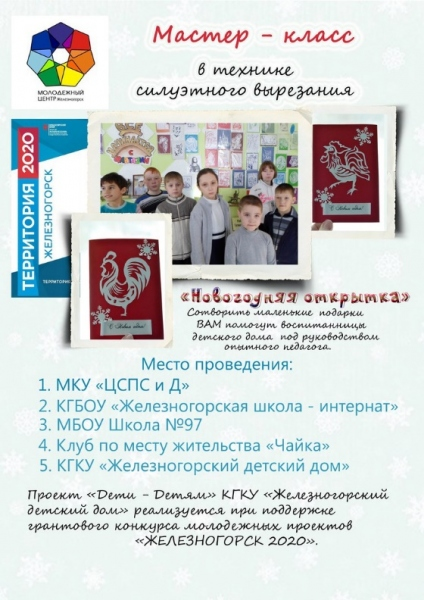 Мастер - класс
МОЛОДЕЖНЫЙ
ЦЕНТР Железногорск
в технике
силуэтного вырезания
ТЕРРИТОРИЯ 2020
ЖЕЛЕЗНОГОРСК
«Новогодняя открытка»
Сотворить маленькие подарки
ВАМ помогут воспитанницы
детского дома под руководством
опытного педагога.
Место проведения:
1. МКУ «ЦСПС и Д»
2. КГБОУ «Железногорская школа - интернат»
3. МБОУ Школа №97
4. Клуб по месту жительства «Чайка»
5. КГКУ «Железногорский детский дом»
Проект «Дети - Детям» КГКУ «Железногорский
детский дом» реализуется при поддержке
грантового конкурса молодежных проектов
«ЖЕЛЕЗНОГОРСК 2020».